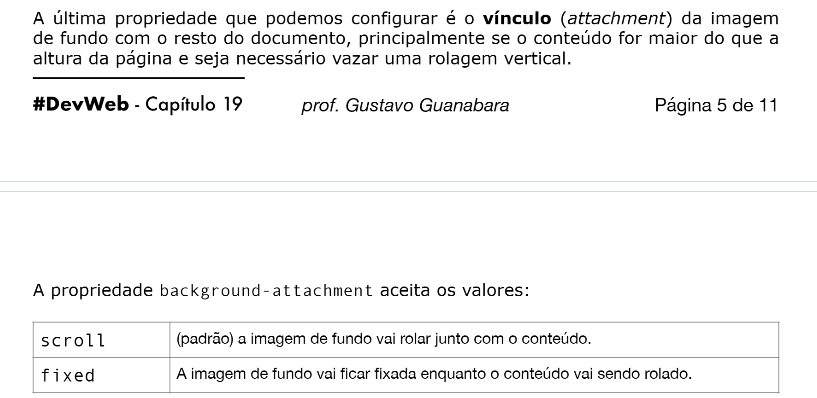 A última propriedade que podemos configurar é o vínculo (attachment) da imagem
de fundo com o resto do documento, principalmente se o conteúdo for maior do que a
altura da página e seja necessário vazar uma rolagem vertical.
#DevWeb - Capítulo 19 prof. Gustavo Guanabara Página 5 de 11
A propriedade background-attachment aceita os valores:
scroll (padrão) a imagem de fundo vai rolar junto com o conteúdo.
fixed A imagem de fundo vai ficar fixada enquanto o conteúdo vai sendo rolado.